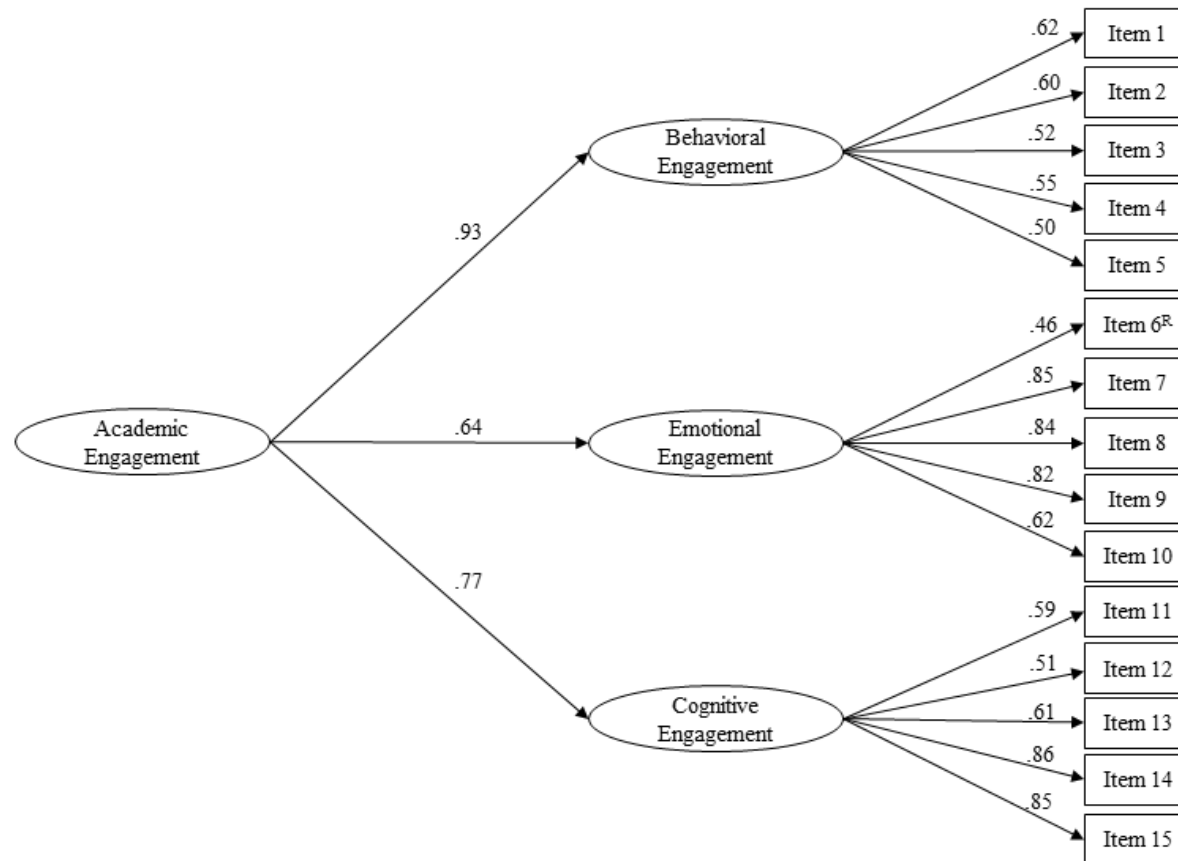 .62
Item 1
.60
Item 2
Behavioral
Engagement
.52
Item 3
.55
Item 4
.93
.50
Item 5
.46
Item 6ᴿ
.85
Item 7
Academic
Engagement
.64
Emotional
Engagement
.84
Item 8
.82
Item 9
.62
Item 10
.77
.59
Item 11
.51
Item 12
Cognitive
Engagement
.61
Item 13
.86
Item 14
.85
Item 15